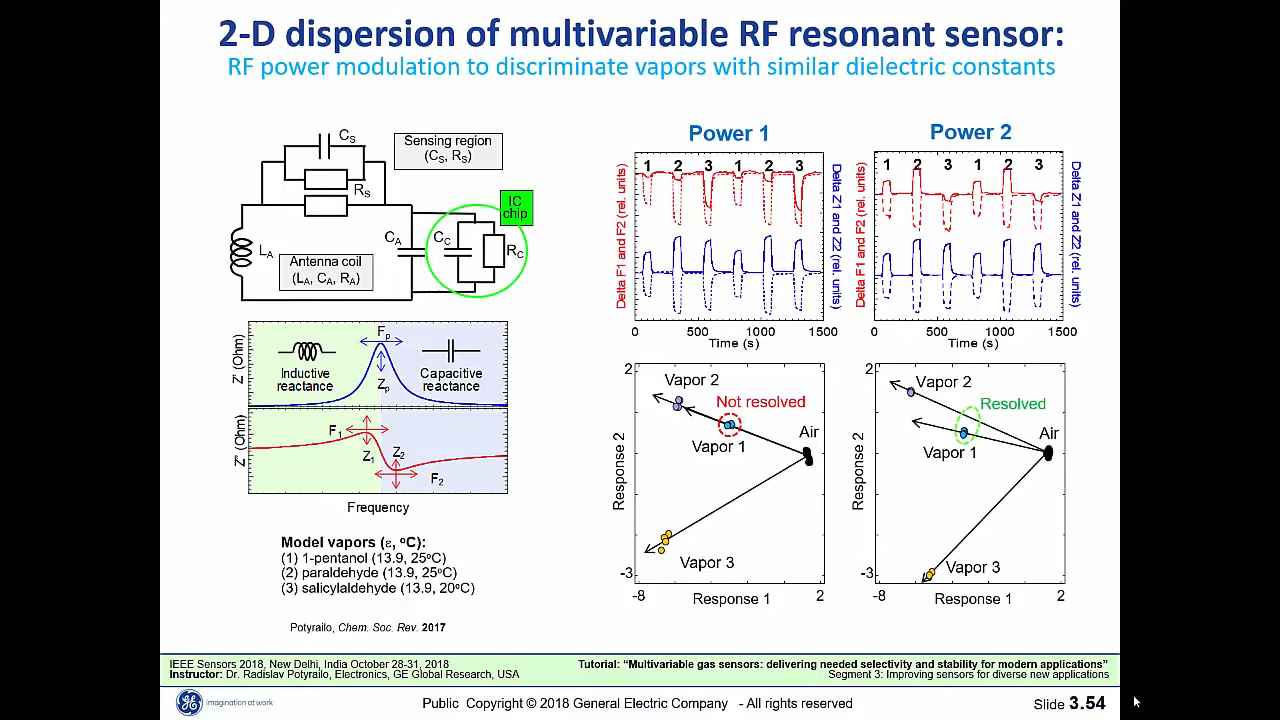 2-D dispersion of multivariable RF resonant sensor:
RF power modulation to discriminate vapors with similar dielectric constants
CS
RS
Sensing region
(CS, RS)
IC
chip
LA
CA
CC
RC
Antenna coil
(LA, CA, RA)
Z' (Ohm)
Fp
Zp
Inductive
reactance
Capacitive
reactance
Z'' (Ohm)
F1
Z1
Z2
F2
Frequency
Model vapors (ε, ºC):
(1) 1-pentanol (13.9, 25ºC)
(2) paraldehyde (13.9, 25ºC)
(3) salicylaldehyde (13.9, 20ºC)
Potyrailo, Chem. Soc. Rev. 2017
Power 1
Delta F1 and F2 (rel. units)
1 2 3 1 2 3
Delta Z1 and Z2 (rel. units)
0 500 1000 1500
Time (s)
Power 2
Delta F1 and F2 (rel. units)
1 2 3 1 2 3
Delta Z1 and Z2 (rel. units)
0 500 1000 1500
Time (s)
2
Vapor 2
Not resolved
Air
Vapor 1
Vapor 3
Response 2
-3
-8 Response 1 2
2
Vapor 2
Resolved
Air
Vapor 1
Vapor 3
Response 2
-3
-8 Response 1 2
IEEE Sensors 2018, New Delhi, India October 28-31, 2018
Instructor: Dr. Radislav Potyrailo, Electronics, GE Global Research, USA
Tutorial: “Multivariable gas sensors: delivering needed selectivity and stability for modern applications”
Segment 3: Improving sensors for diverse new applications
imagination at work
Public Copyright © 2018 General Electric Company - All rights reserved
Slide 3.54